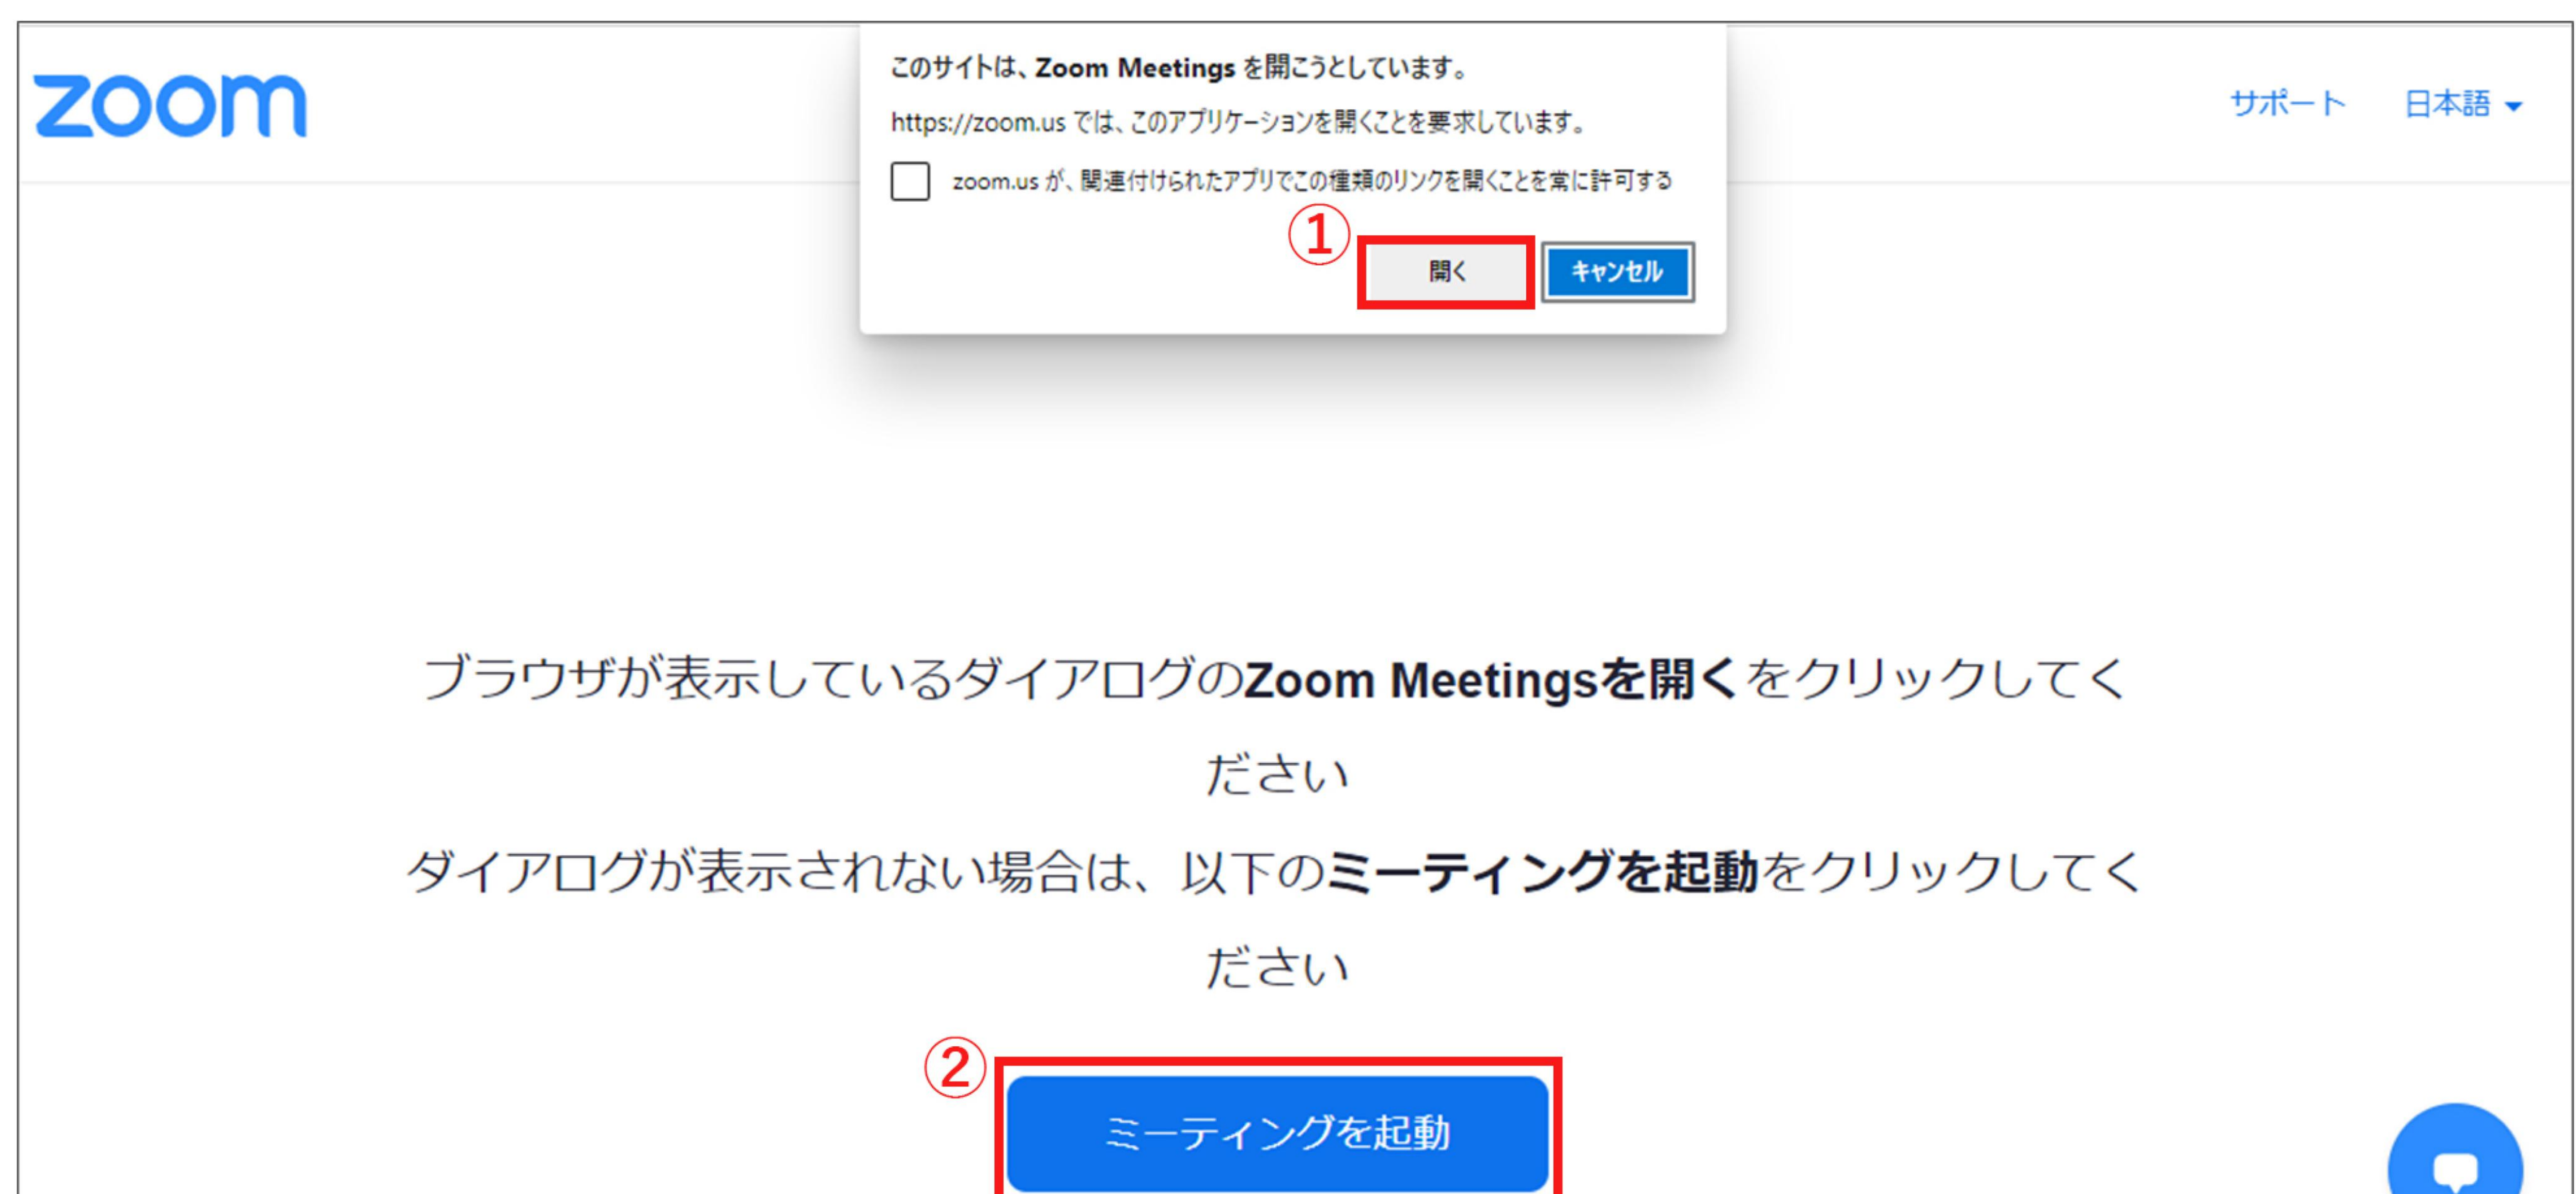 zoom
このサイトは、Zoom Meetings を開こうとしています。
https://zoom.us では、このアプリケーションを開くことを要求しています。
zoom.us が、関連付けられたアプリでこの種類のリンクを開くことを常に許可する
①
開く
キャンセル
サポート
日本語
ブラウザが表示しているダイアログのZoom Meetingsを開くをクリックしてく
ださい
ダイアログが表示されない場合は、以下のミーティングを起動をクリックしてく
ださい
②
ミーティングを起動